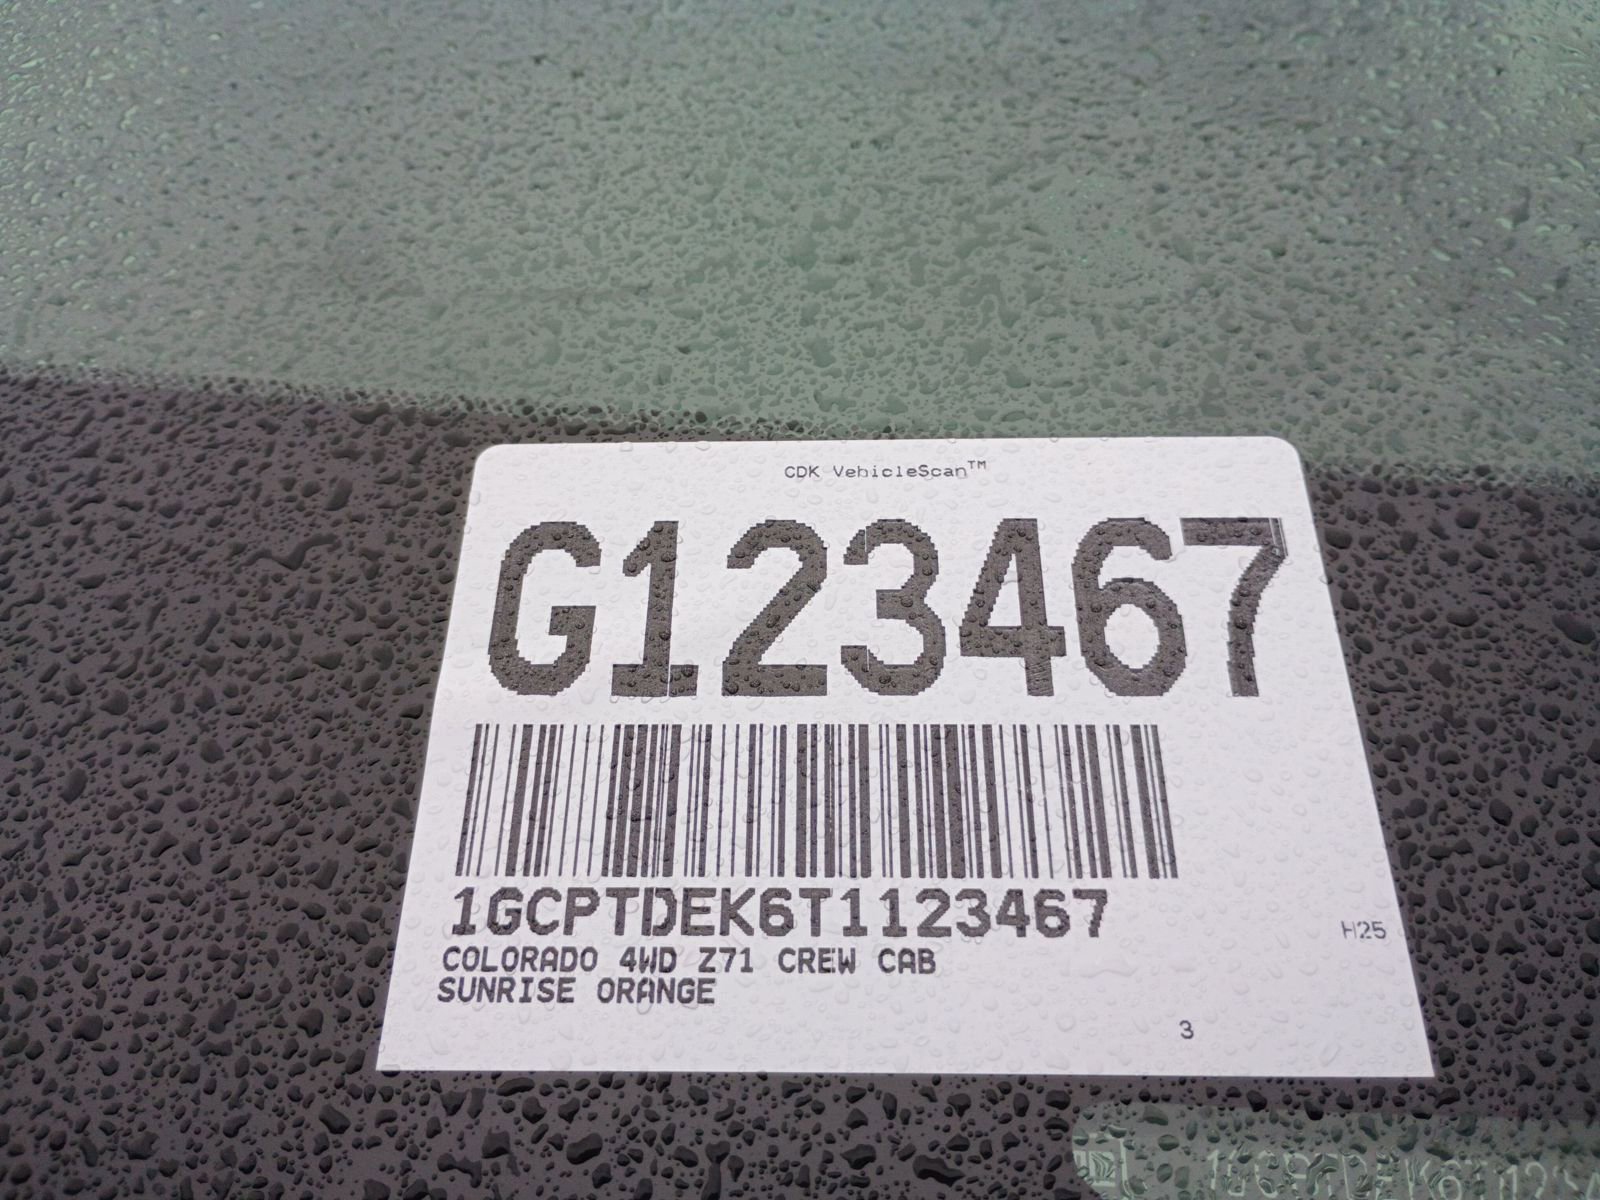 CDK VehicleScan™
G123467
1GCPTDEK6T1123467
H25
COLORADO 4WD Z71 CREW CAB
SUNRISE ORANGE
3